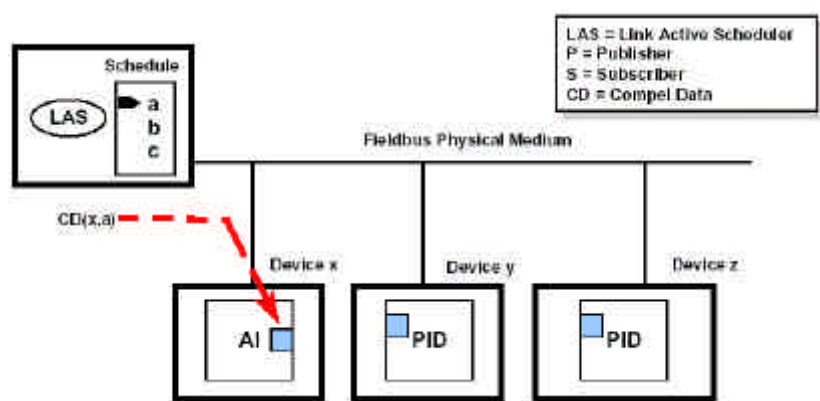 LAS = Link Active Scheduler
P = Publisher
S = Subscriber
CD = Compel Data
Schedule
LAS
a
b
c
Fieldbus Physical Medium
CD(x,a)
Device x
Device y
Device z
AI
PID
PID